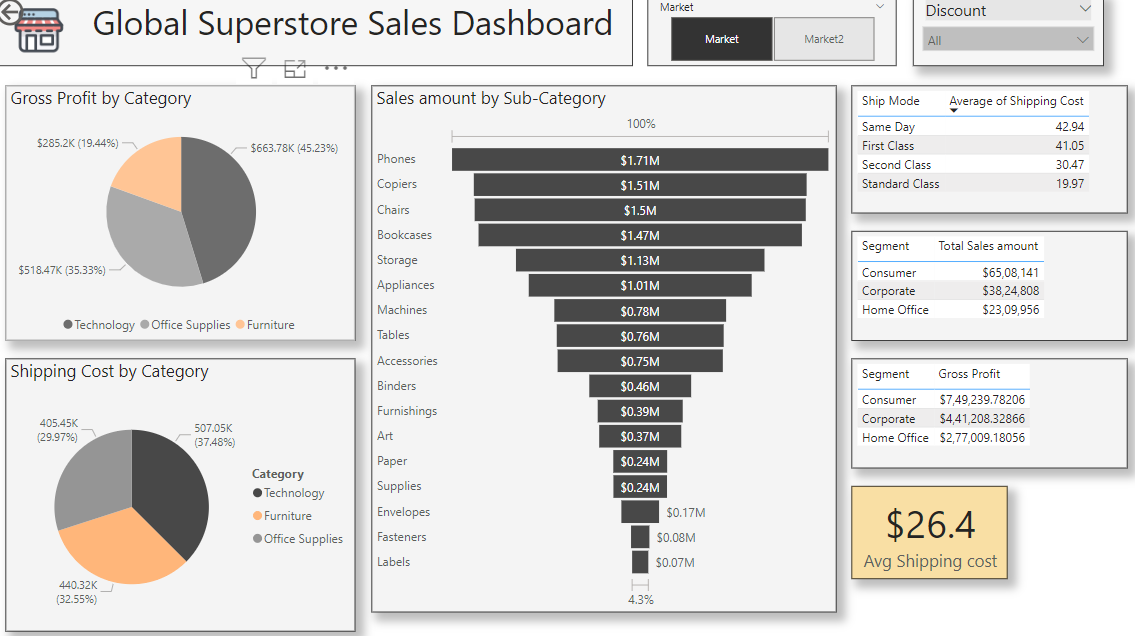 Global Superstore Sales Dashboard
Market
Market
Market2
Discount
All
Gross Profit by Category
$285.2K (19.44%)
$663.78K (45.23%)
$518.47K (35.33%)
Technology Office Supplies Furniture
Shipping Cost by Category
405.45K
(29.97%)
507.05K
(37.48%)
440.32K
(32.55%)
Category
Technology
Furniture
Office Supplies
Sales amount by Sub-Category
100%
Phones $1.71M
Copiers $1.51M
Chairs $1.5M
Bookcases $1.47M
Storage $1.13M
Appliances $1.01M
Machines $0.78M
Tables $0.76M
Accessories $0.75M
Binders $0.46M
Furnishings $0.39M
Art $0.37M
Paper $0.24M
Supplies $0.24M
Envelopes $0.17M
Fasteners $0.08M
Labels $0.07M
4.3%
Ship Mode Average of Shipping Cost
Same Day 42.94
First Class 41.05
Second Class 30.47
Standard Class 19.97
Segment Total Sales amount
Consumer $65,08,141
Corporate $38,24,808
Home Office $23,09,956
Segment Gross Profit
Consumer $7,49,239.78206
Corporate $4,41,208.32866
Home Office $2,77,009.18056
$26.4
Avg Shipping cost